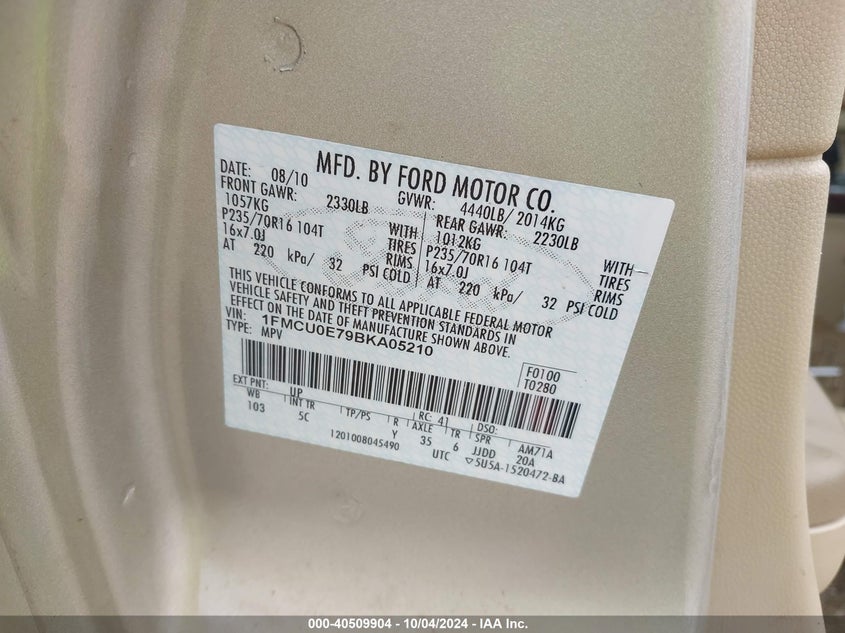 MFD. BY FORD MOTOR CO.
DATE: 08/10 GVWR: 4440LB/ 2014KG
FRONT GAWR: 2330LB REAR GAWR: 2230LB
1057KG WITH 1012KG WITH
P235/70R16 104T TIRES P235/70R16 104T TIRES
16x7.0J RIMS 16x7.0J RIMS
AT 220 kPa/ 32 PSI COLD AT 220 kPa/ 32 PSI COLD
THIS VEHICLE CONFORMS TO ALL APPLICABLE FEDERAL MOTOR
VEHICLE SAFETY AND THEFT PREVENTION STANDARDS IN
EFFECT ON THE DATE OF MANUFACTURE SHOWN ABOVE.
VIN: 1FMCU0E79BKA05210
TYPE: MPV
F0100
T0280
EXT PNT: UP RC: 41 DSO:
WB INT TR TP/PS R AXLE TR SPR AM71A
103 5C Y 35 6 JJDD 20A
1201008045490 UTC ▽5U5A-1520472-BA
000-40509904 - 10/04/2024 - IAA Inc.